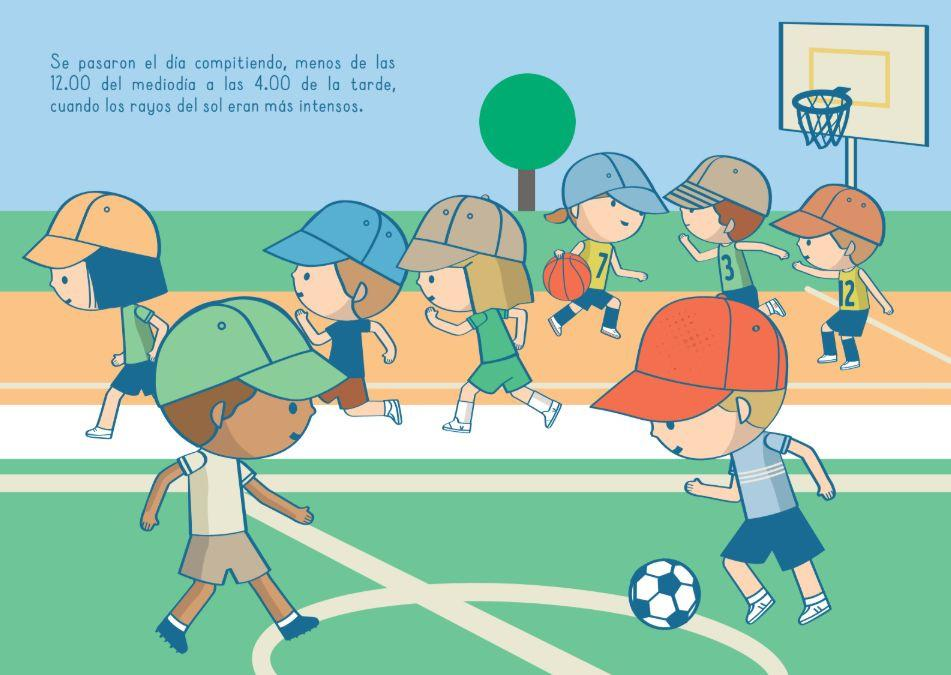 Se pasaron el día compitiendo, menos de las
12.00 del mediodía a las 4.00 de la tarde,
cuando los rayos del sol eran más intensos.
7
3
12